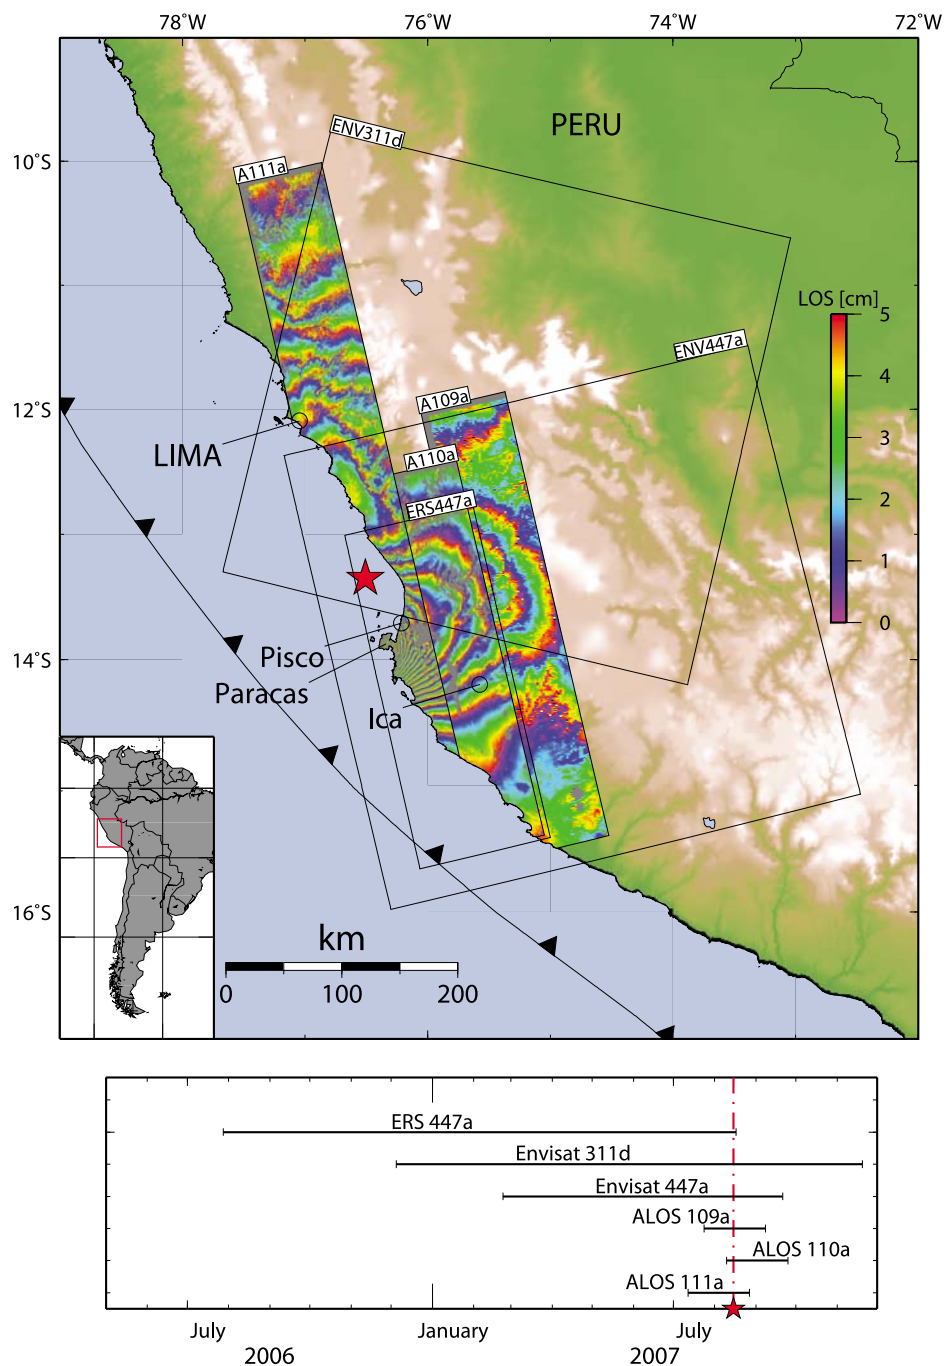 78°W 76°W 74°W 72°W
ENV311d
PERU
10°S
A111a
LOS [cm]
5
ENV447a
4
A109a
12°S
3
LIMA
A110a
2
ERS447a
1
0
14°S
Pisco
Paracas
Ica
16°S
km
0 100 200
ERS 447a
Envisat 311d
Envisat 447a
ALOS 109a
ALOS 110a
ALOS 111a
July January July
2006 2007